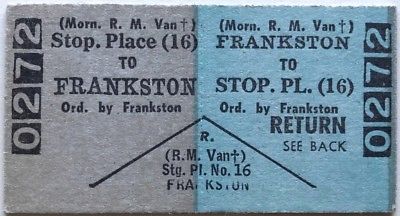 0272
(Morn. R. M. Van†)
Stop. Place (16)
TO
FRANKSTON
Ord. by Frankston
(Morn. R. M. Van†)
FRANKSTON
TO
STOP. PL. (16)
Ord. by Frankston
RETURN
SEE BACK
R.
(R.M. Van†)
Stg. Pl. No. 16
FRANKSTON
0272